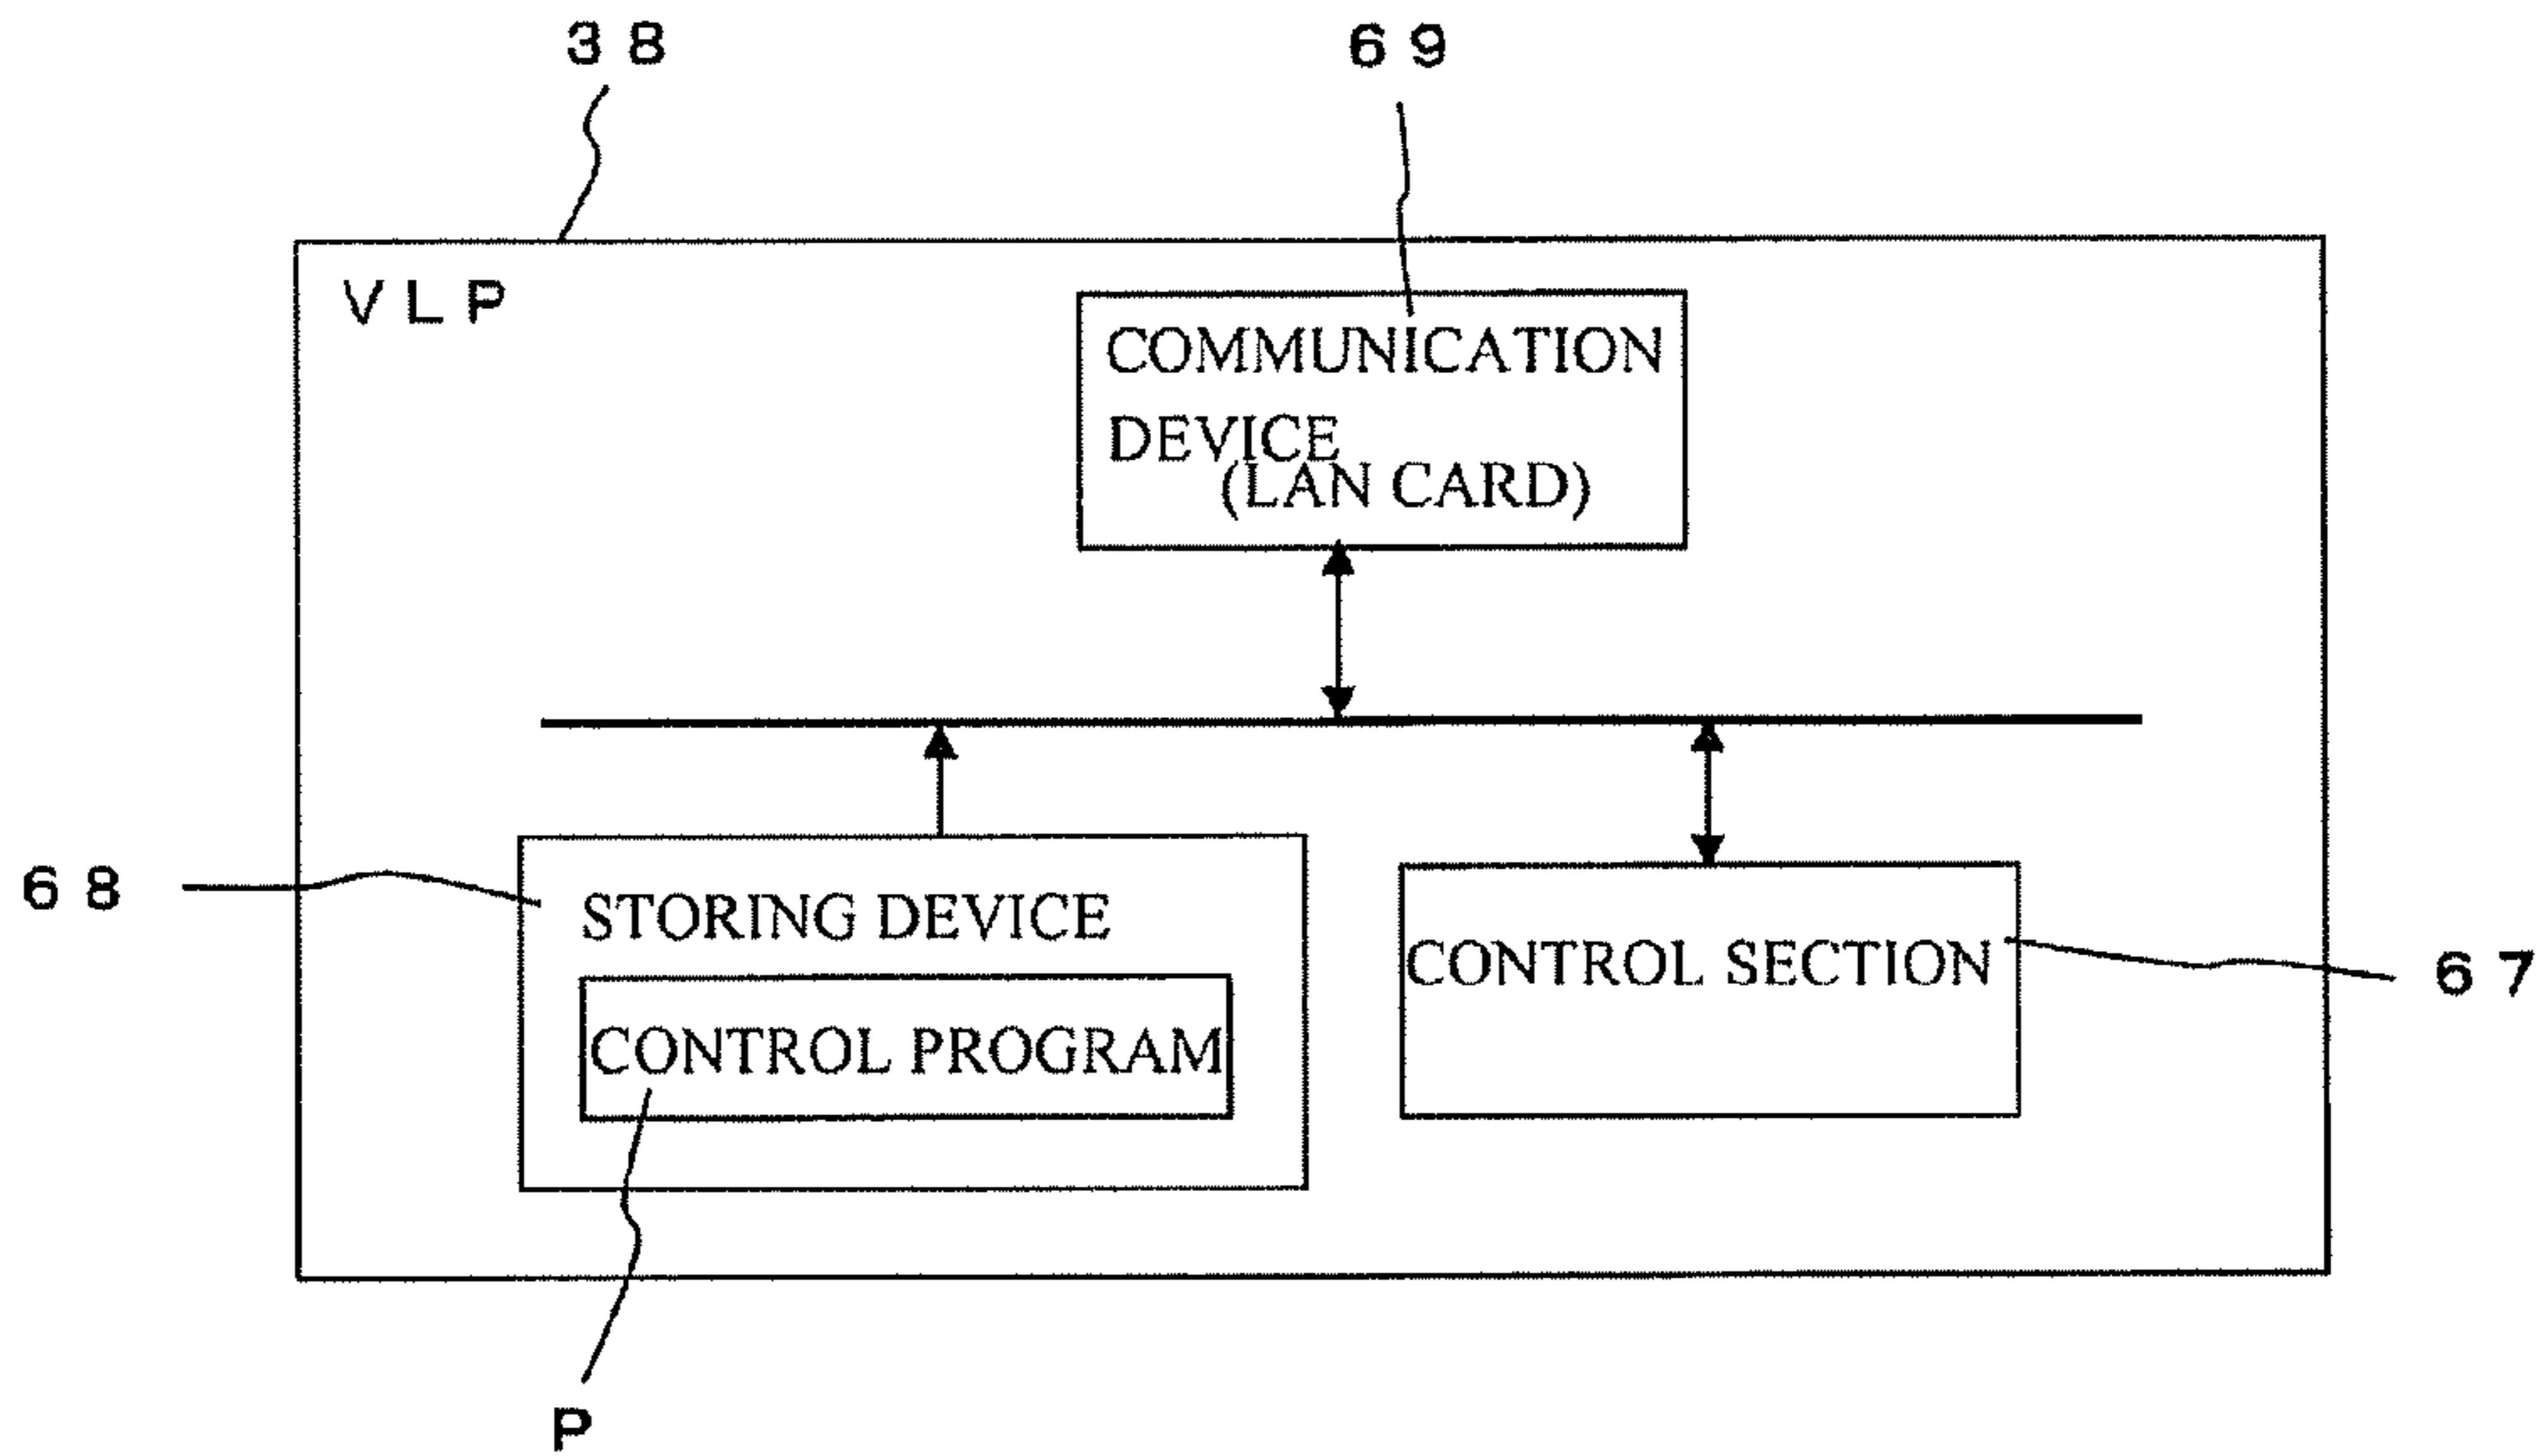 38
69
VLP
COMMUNICATION
DEVICE
(LAN CARD)
68
STORING DEVICE
CONTROL SECTION
67
CONTROL PROGRAM
P